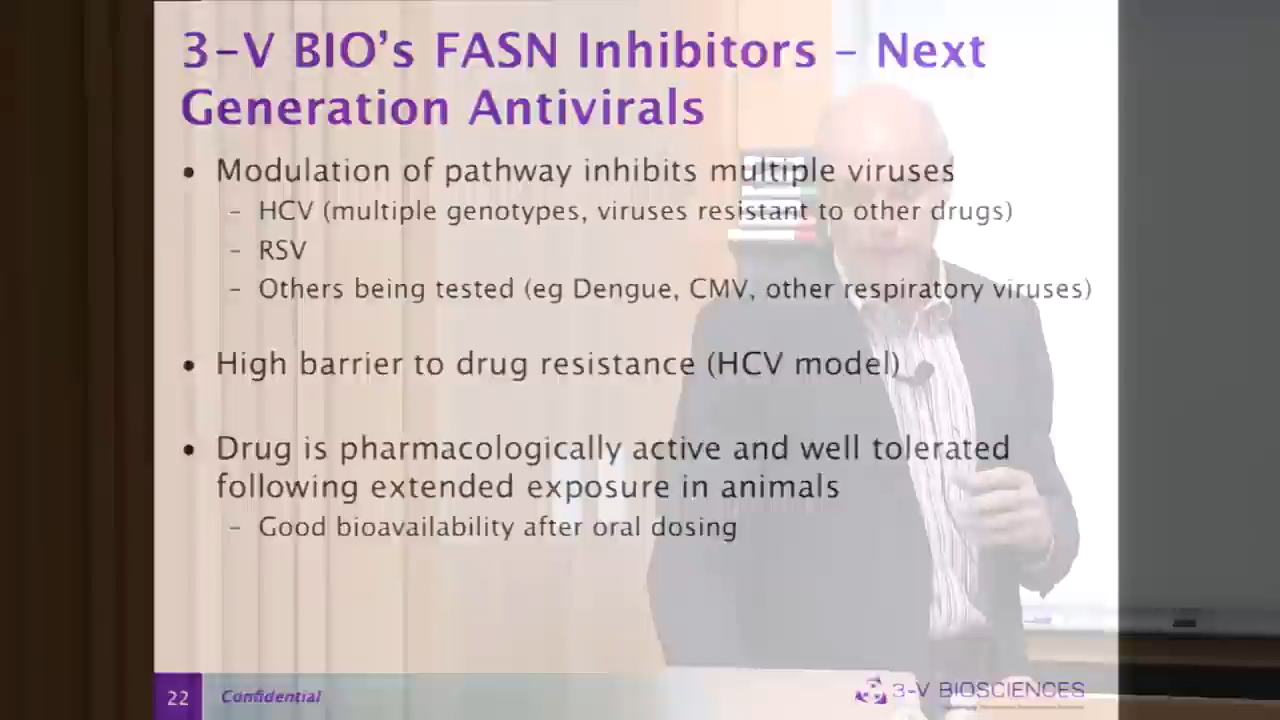 3-V BIO's FASN Inhibitors – Next
Generation Antivirals
• Modulation of pathway inhibits multiple viruses
– HCV (multiple genotypes, viruses resistant to other drugs)
– RSV
– Others being tested (eg Dengue, CMV, other respiratory viruses)
• High barrier to drug resistance (HCV model)
• Drug is pharmacologically active and well tolerated
following extended exposure in animals
– Good bioavailability after oral dosing
22 Confidential
3-V BIOSCIENCES